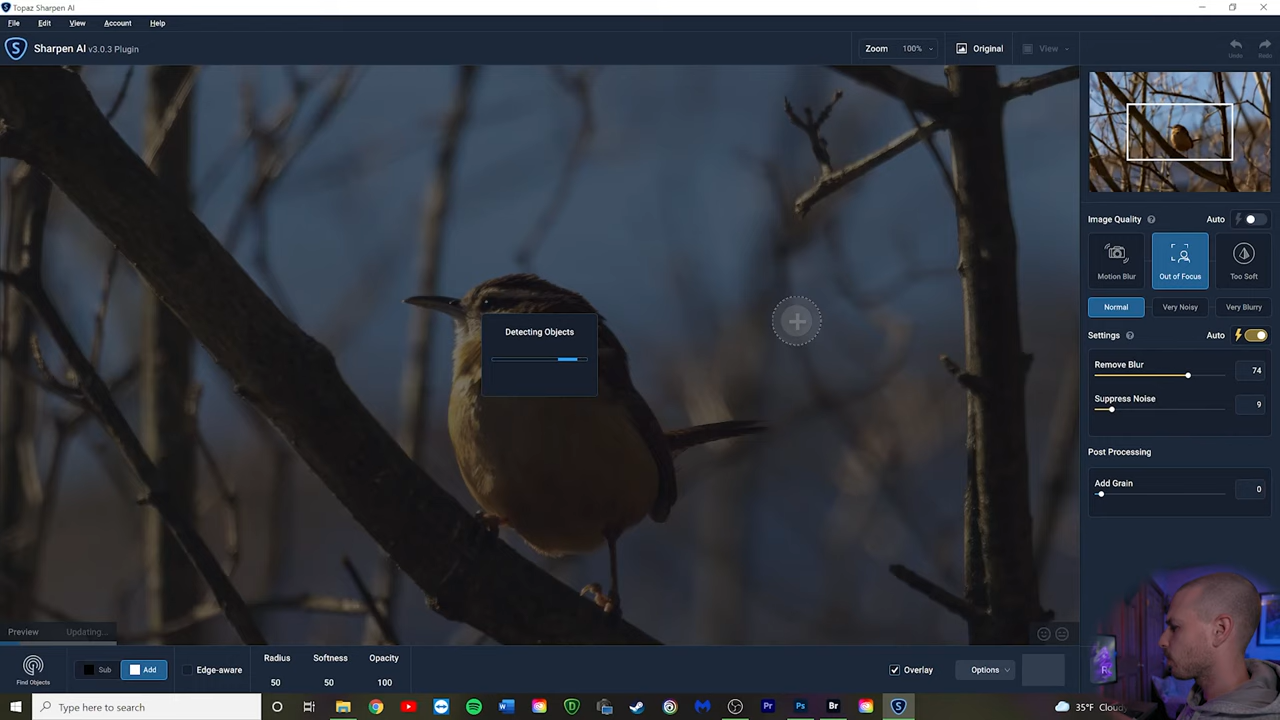 Topaz Sharpen AI
File Edit View Account Help
Sharpen AI v3.0.3 Plugin
Zoom 100% Original View
Undo Redo
Image Quality Auto
Motion Blur Out of Focus Too Soft
Normal Very Noisy Very Blurry
Settings Auto
Remove Blur 74
Suppress Noise 9
Post Processing
Add Grain 0
Detecting Objects
Preview Updating...
Find Objects
Sub Add
Edge-aware
Radius Softness Opacity
50 50 100
Overlay
Options
Type here to search
35°F Cloudy